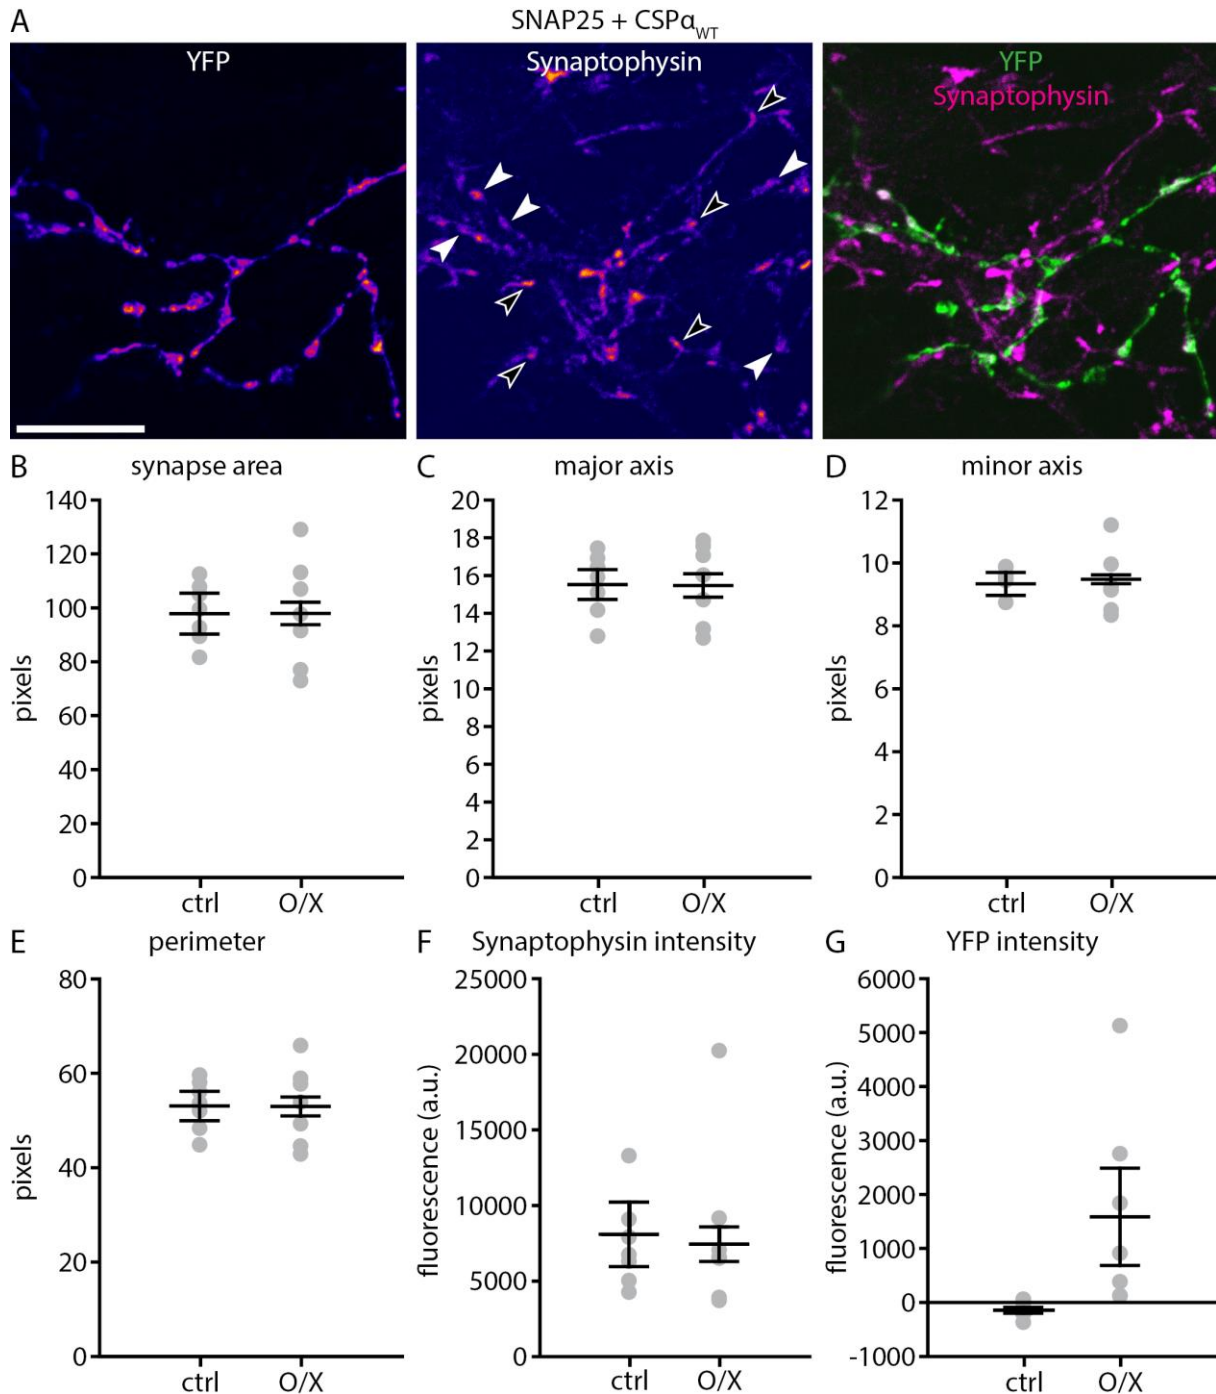 A
SNAP25 + CSPα_WT
YFP
Synaptophysin
YFP
Synaptophysin
B synapse area
140
120
100
80
60
40
20
0
pixels
ctrl O/X
C major axis
20
18
16
14
12
10
8
6
4
2
0
pixels
ctrl O/X
D minor axis
12
10
8
6
4
2
0
pixels
ctrl O/X
E perimeter
80
60
40
20
0
pixels
ctrl O/X
F Synaptophysin intensity
25000
20000
15000
10000
5000
0
fluorescence (a.u.)
ctrl O/X
G YFP intensity
6000
5000
4000
3000
2000
1000
0
-1000
fluorescence (a.u.)
ctrl O/X